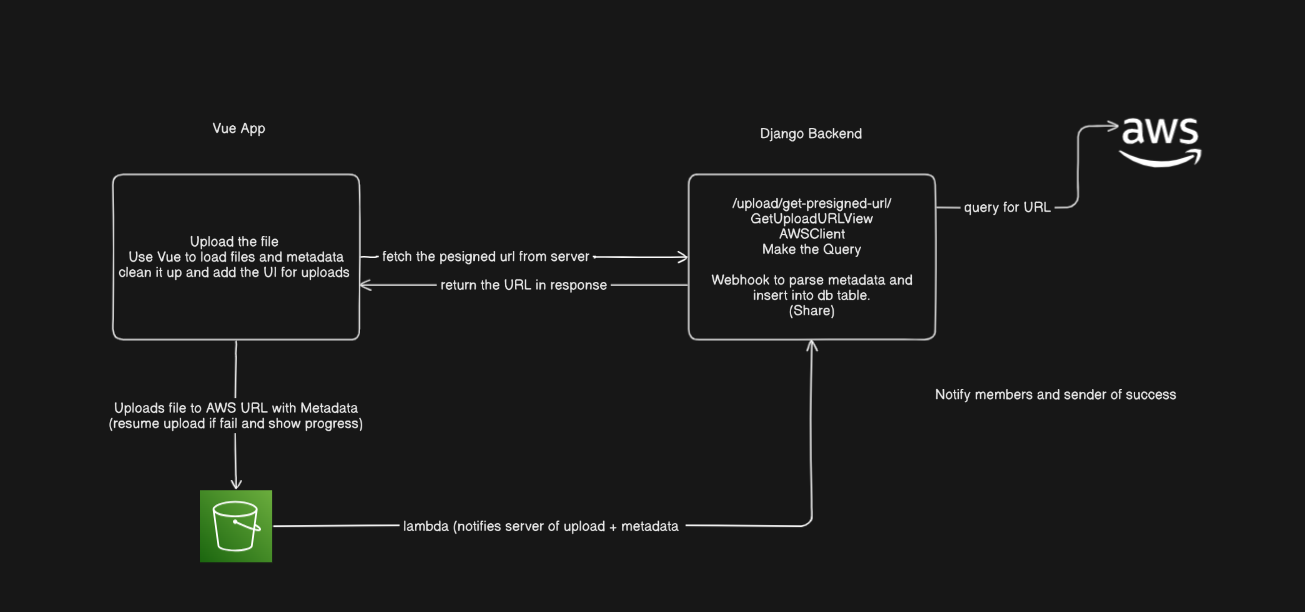 Vue App
Django Backend
aws
Upload the file
Use Vue to load files and metadata
clean it up and add the UI for uploads
fetch the pesigned url from server
return the URL in response
/upload/get-presigned-url/
GetUploadURLView
AWSClient
Make the Query
Webhook to parse metadata and
insert into db table.
(Share)
query for URL
Uploads file to AWS URL with Metadata
(resume upload if fail and show progress)
Notify members and sender of success
lambda (notifies server of upload + metadata